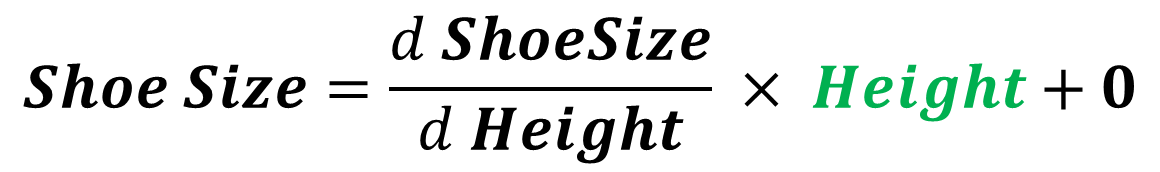 Shoe Size = d ShoeSize / d Height × Height + 0